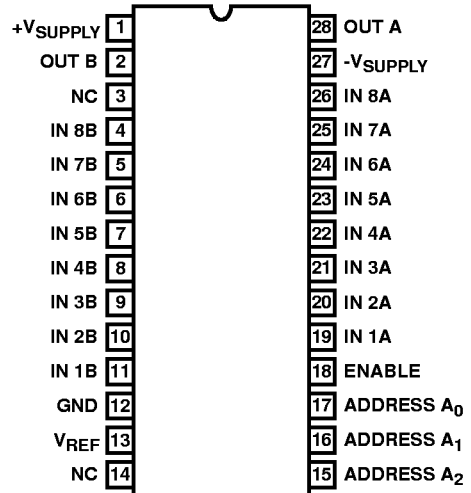 +VSUPPLY 1 28 OUT A
OUT B 2 27 -VSUPPLY
NC 3 26 IN 8A
IN 8B 4 25 IN 7A
IN 7B 5 24 IN 6A
IN 6B 6 23 IN 5A
IN 5B 7 22 IN 4A
IN 4B 8 21 IN 3A
IN 3B 9 20 IN 2A
IN 2B 10 19 IN 1A
IN 1B 11 18 ENABLE
GND 12 17 ADDRESS A0
VREF 13 16 ADDRESS A1
NC 14 15 ADDRESS A2